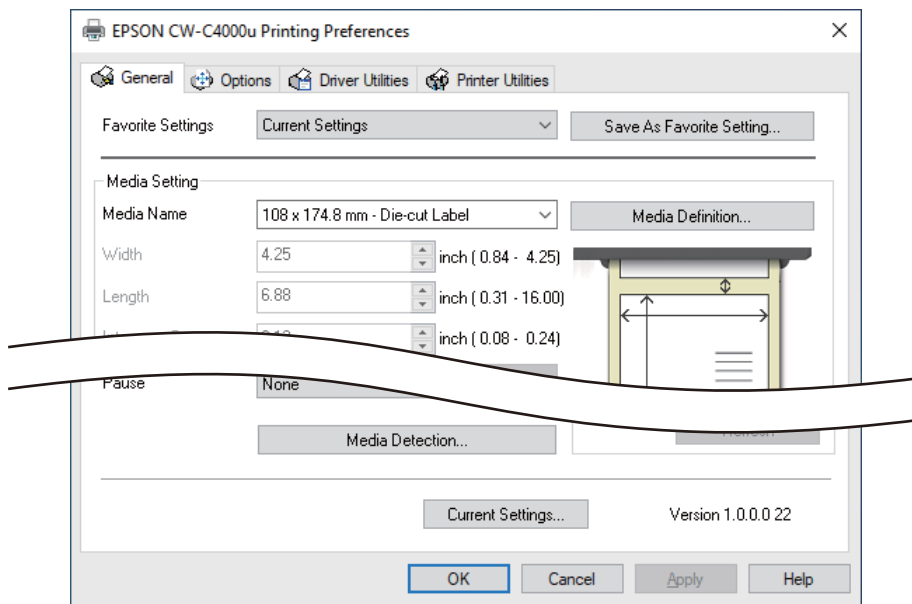 EPSON CW-C4000u Printing Preferences
General Options Driver Utilities Printer Utilities
Favorite Settings Current Settings Save As Favorite Setting...
Media Setting
Media Name 108 x 174.8 mm - Die-cut Label Media Definition...
Width 4.25 inch ( 0.84 - 4.25)
Length 6.88 inch ( 0.31 - 16.00)
inch ( 0.08 - 0.24)
Pause None
Media Detection...
Current Settings... Version 1.0.0.0 22
OK Cancel Apply Help